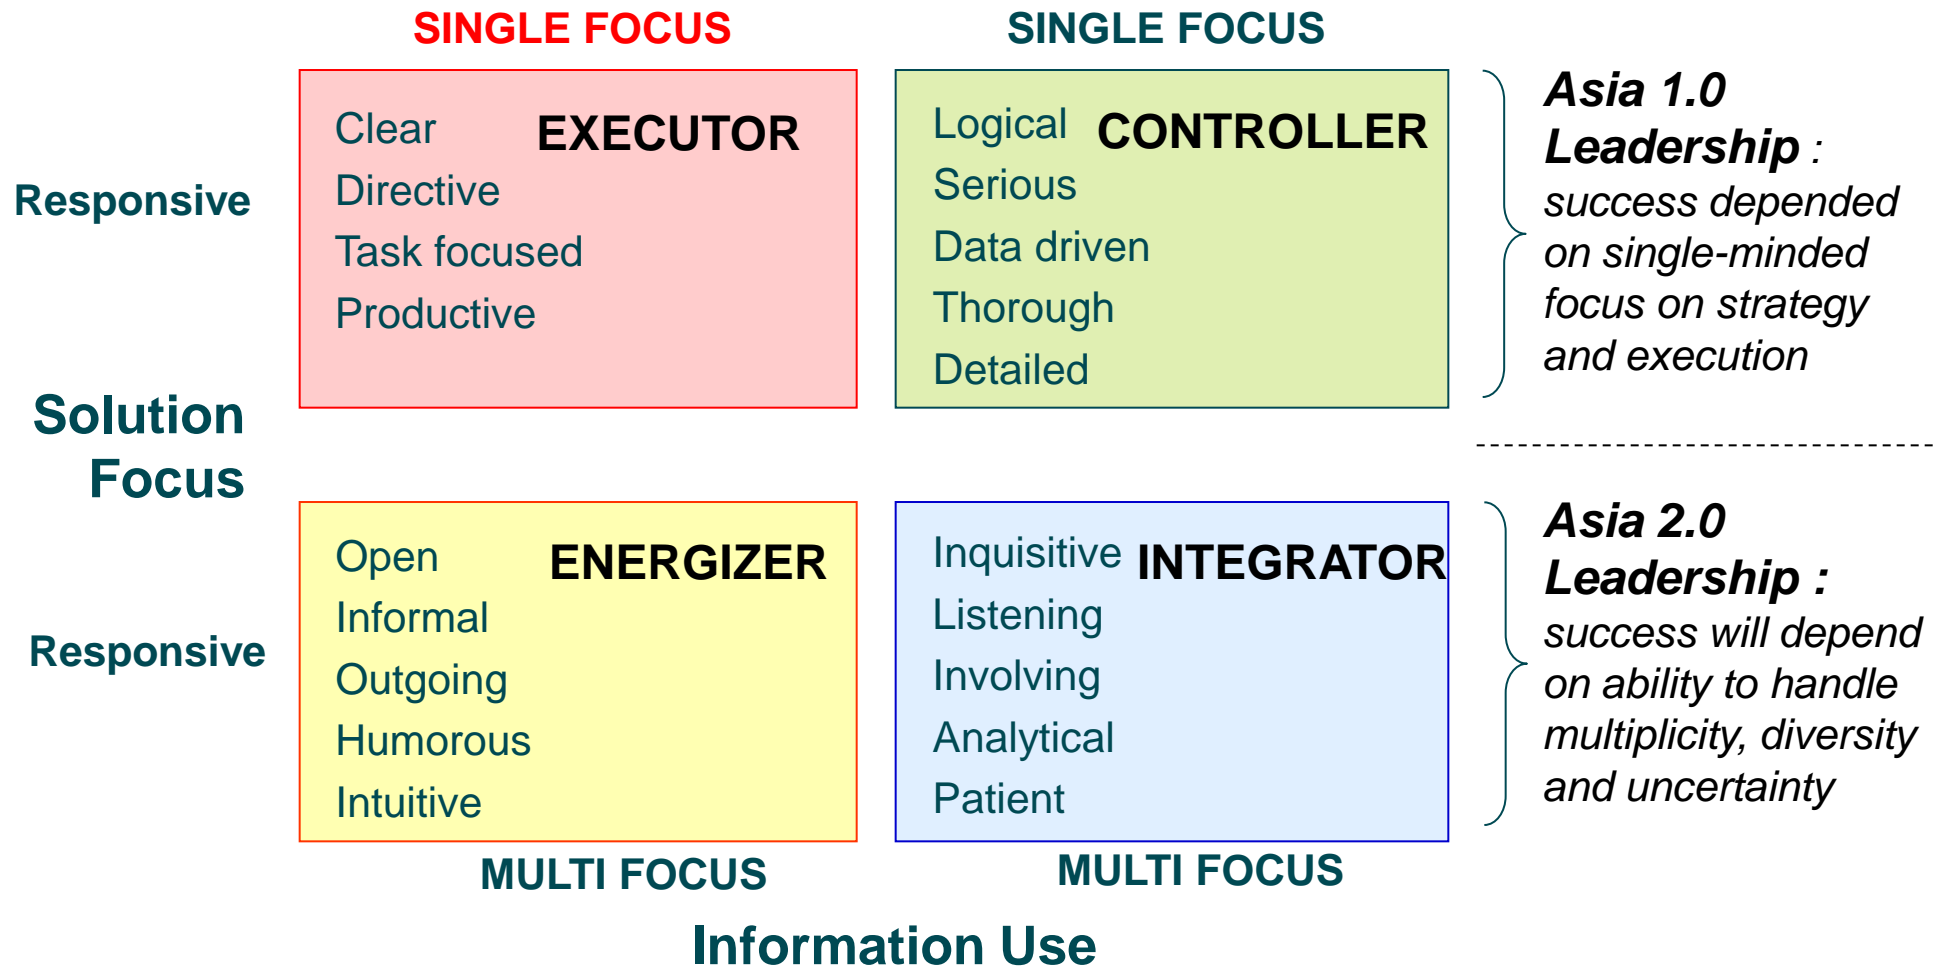 SINGLE FOCUS
SINGLE FOCUS
Responsive
Clear
EXECUTOR
Directive
Task focused
Productive
Logical
CONTROLLER
Serious
Data driven
Thorough
Detailed
Asia 1.0
Leadership :
success depended
on single-minded
focus on strategy
and execution
Solution
Focus
Responsive
Open
ENERGIZER
Informal
Outgoing
Humorous
Intuitive
Inquisitive
INTEGRATOR
Listening
Involving
Analytical
Patient
Asia 2.0
Leadership :
success will depend
on ability to handle
multiplicity, diversity
and uncertainty
MULTI FOCUS
MULTI FOCUS
Information Use